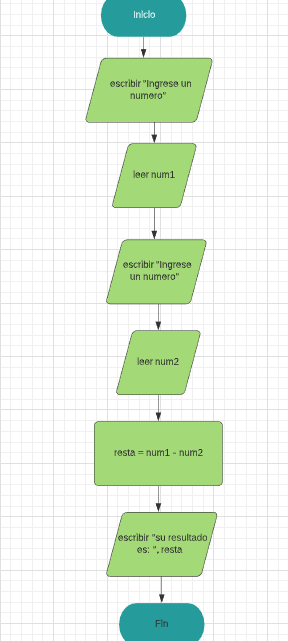 Inicio
escribir "Ingrese un
numero"
leer num1
escribir "Ingrese
un numero"
leer num2
resta = num1 - num2
escribir "su resultado
es: ", resta
Fin